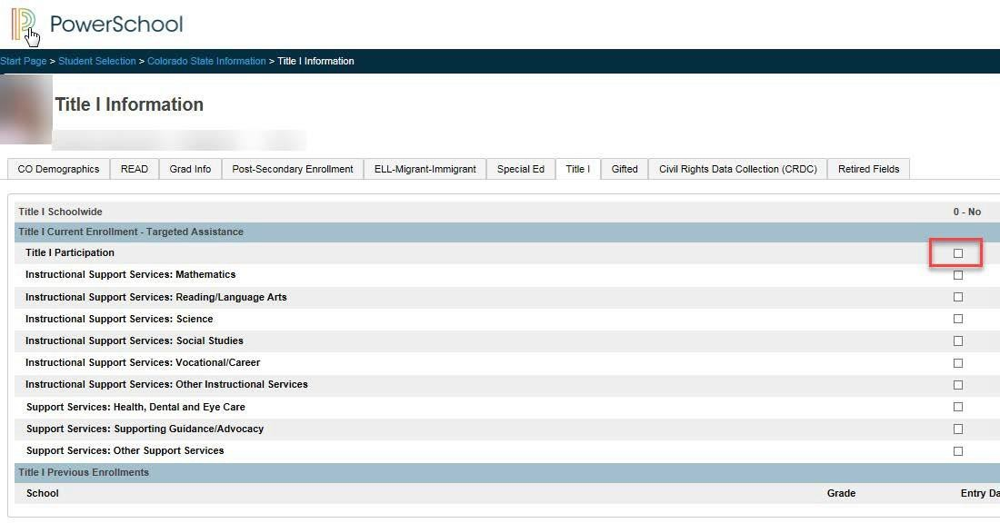 PowerSchool
Start Page > Student Selection > Colorado State Information > Title I Information
Title I Information
CO Demographics READ Grad Info Post-Secondary Enrollment ELL-Migrant-Immigrant Special Ed Title I Gifted Civil Rights Data Collection (CRDC) Retired Fields
Title I Schoolwide 0 - No
Title I Current Enrollment - Targeted Assistance
Title I Participation
Instructional Support Services: Mathematics
Instructional Support Services: Reading/Language Arts
Instructional Support Services: Science
Instructional Support Services: Social Studies
Instructional Support Services: Vocational/Career
Instructional Support Services: Other Instructional Services
Support Services: Health, Dental and Eye Care
Support Services: Supporting Guidance/Advocacy
Support Services: Other Support Services
Title I Previous Enrollments
School Grade Entry Da